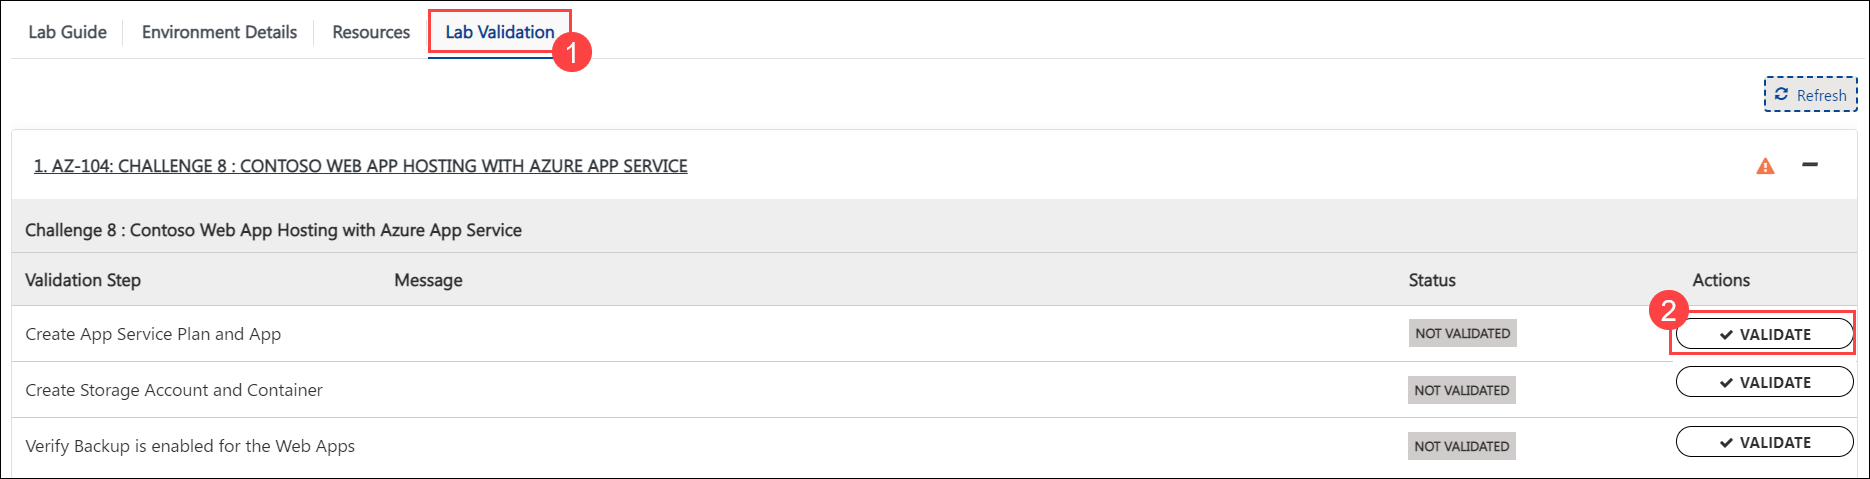 Lab Guide Environment Details Resources Lab Validation
1
Refresh
1. AZ-104: CHALLENGE 8 : CONTOSO WEB APP HOSTING WITH AZURE APP SERVICE
Challenge 8 : Contoso Web App Hosting with Azure App Service
Validation Step Message Status Actions
2
Create App Service Plan and App NOT VALIDATED VALIDATE
Create Storage Account and Container NOT VALIDATED VALIDATE
Verify Backup is enabled for the Web Apps NOT VALIDATED VALIDATE